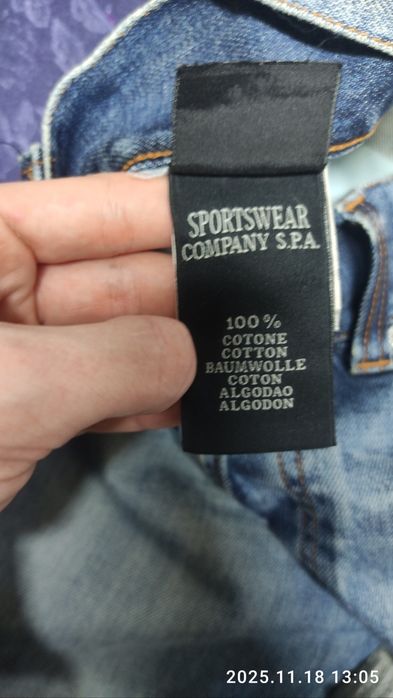 SPORTSWEAR
COMPANY S.P.A.
100%
COTONE
COTTON
BAUMWOLLE
COTON
ALGODAO
ALGODON
2025.11.18 13:05